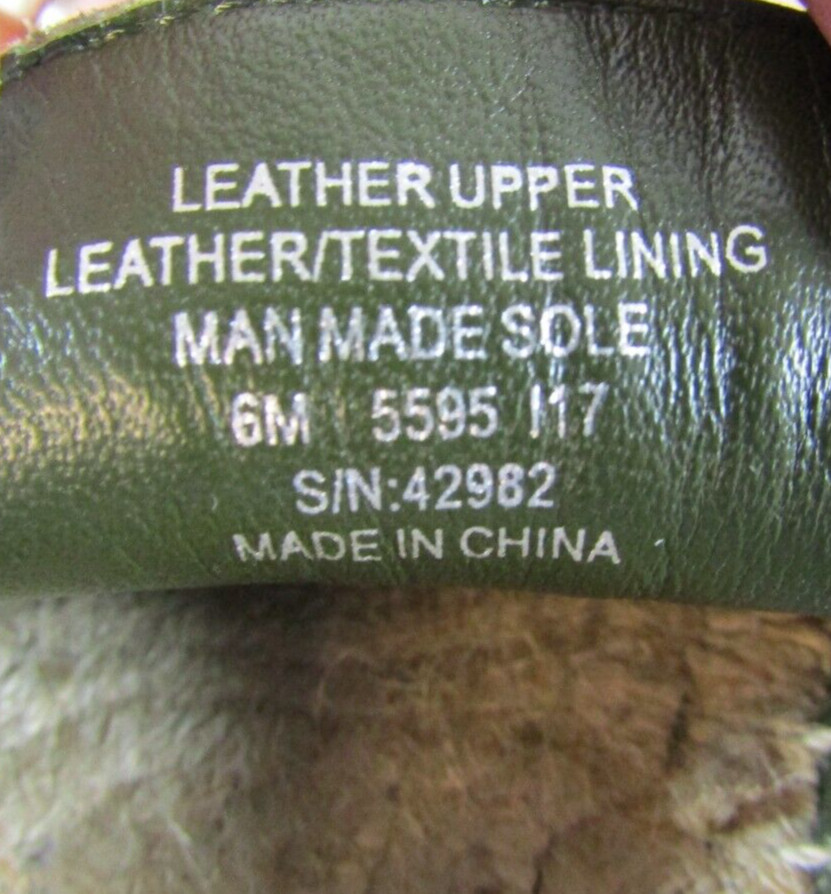 LEATHER UPPER
LEATHER/TEXTILE LINING
MAN MADE SOLE
6M 5595 I17
S/N:42982
MADE IN CHINA